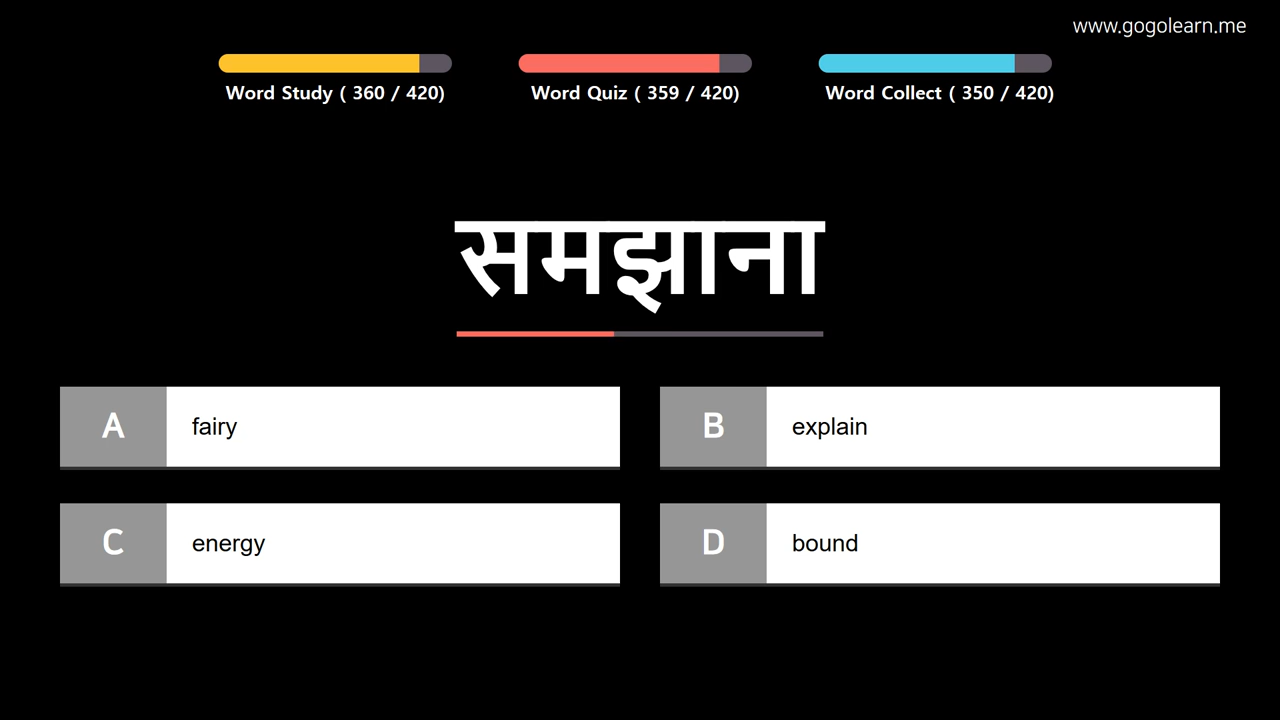 www.gogolearn.me
Word Study ( 360 / 420)
Word Quiz ( 359 / 420)
Word Collect ( 350 / 420)
समझाना
A fairy
B explain
C energy
D bound